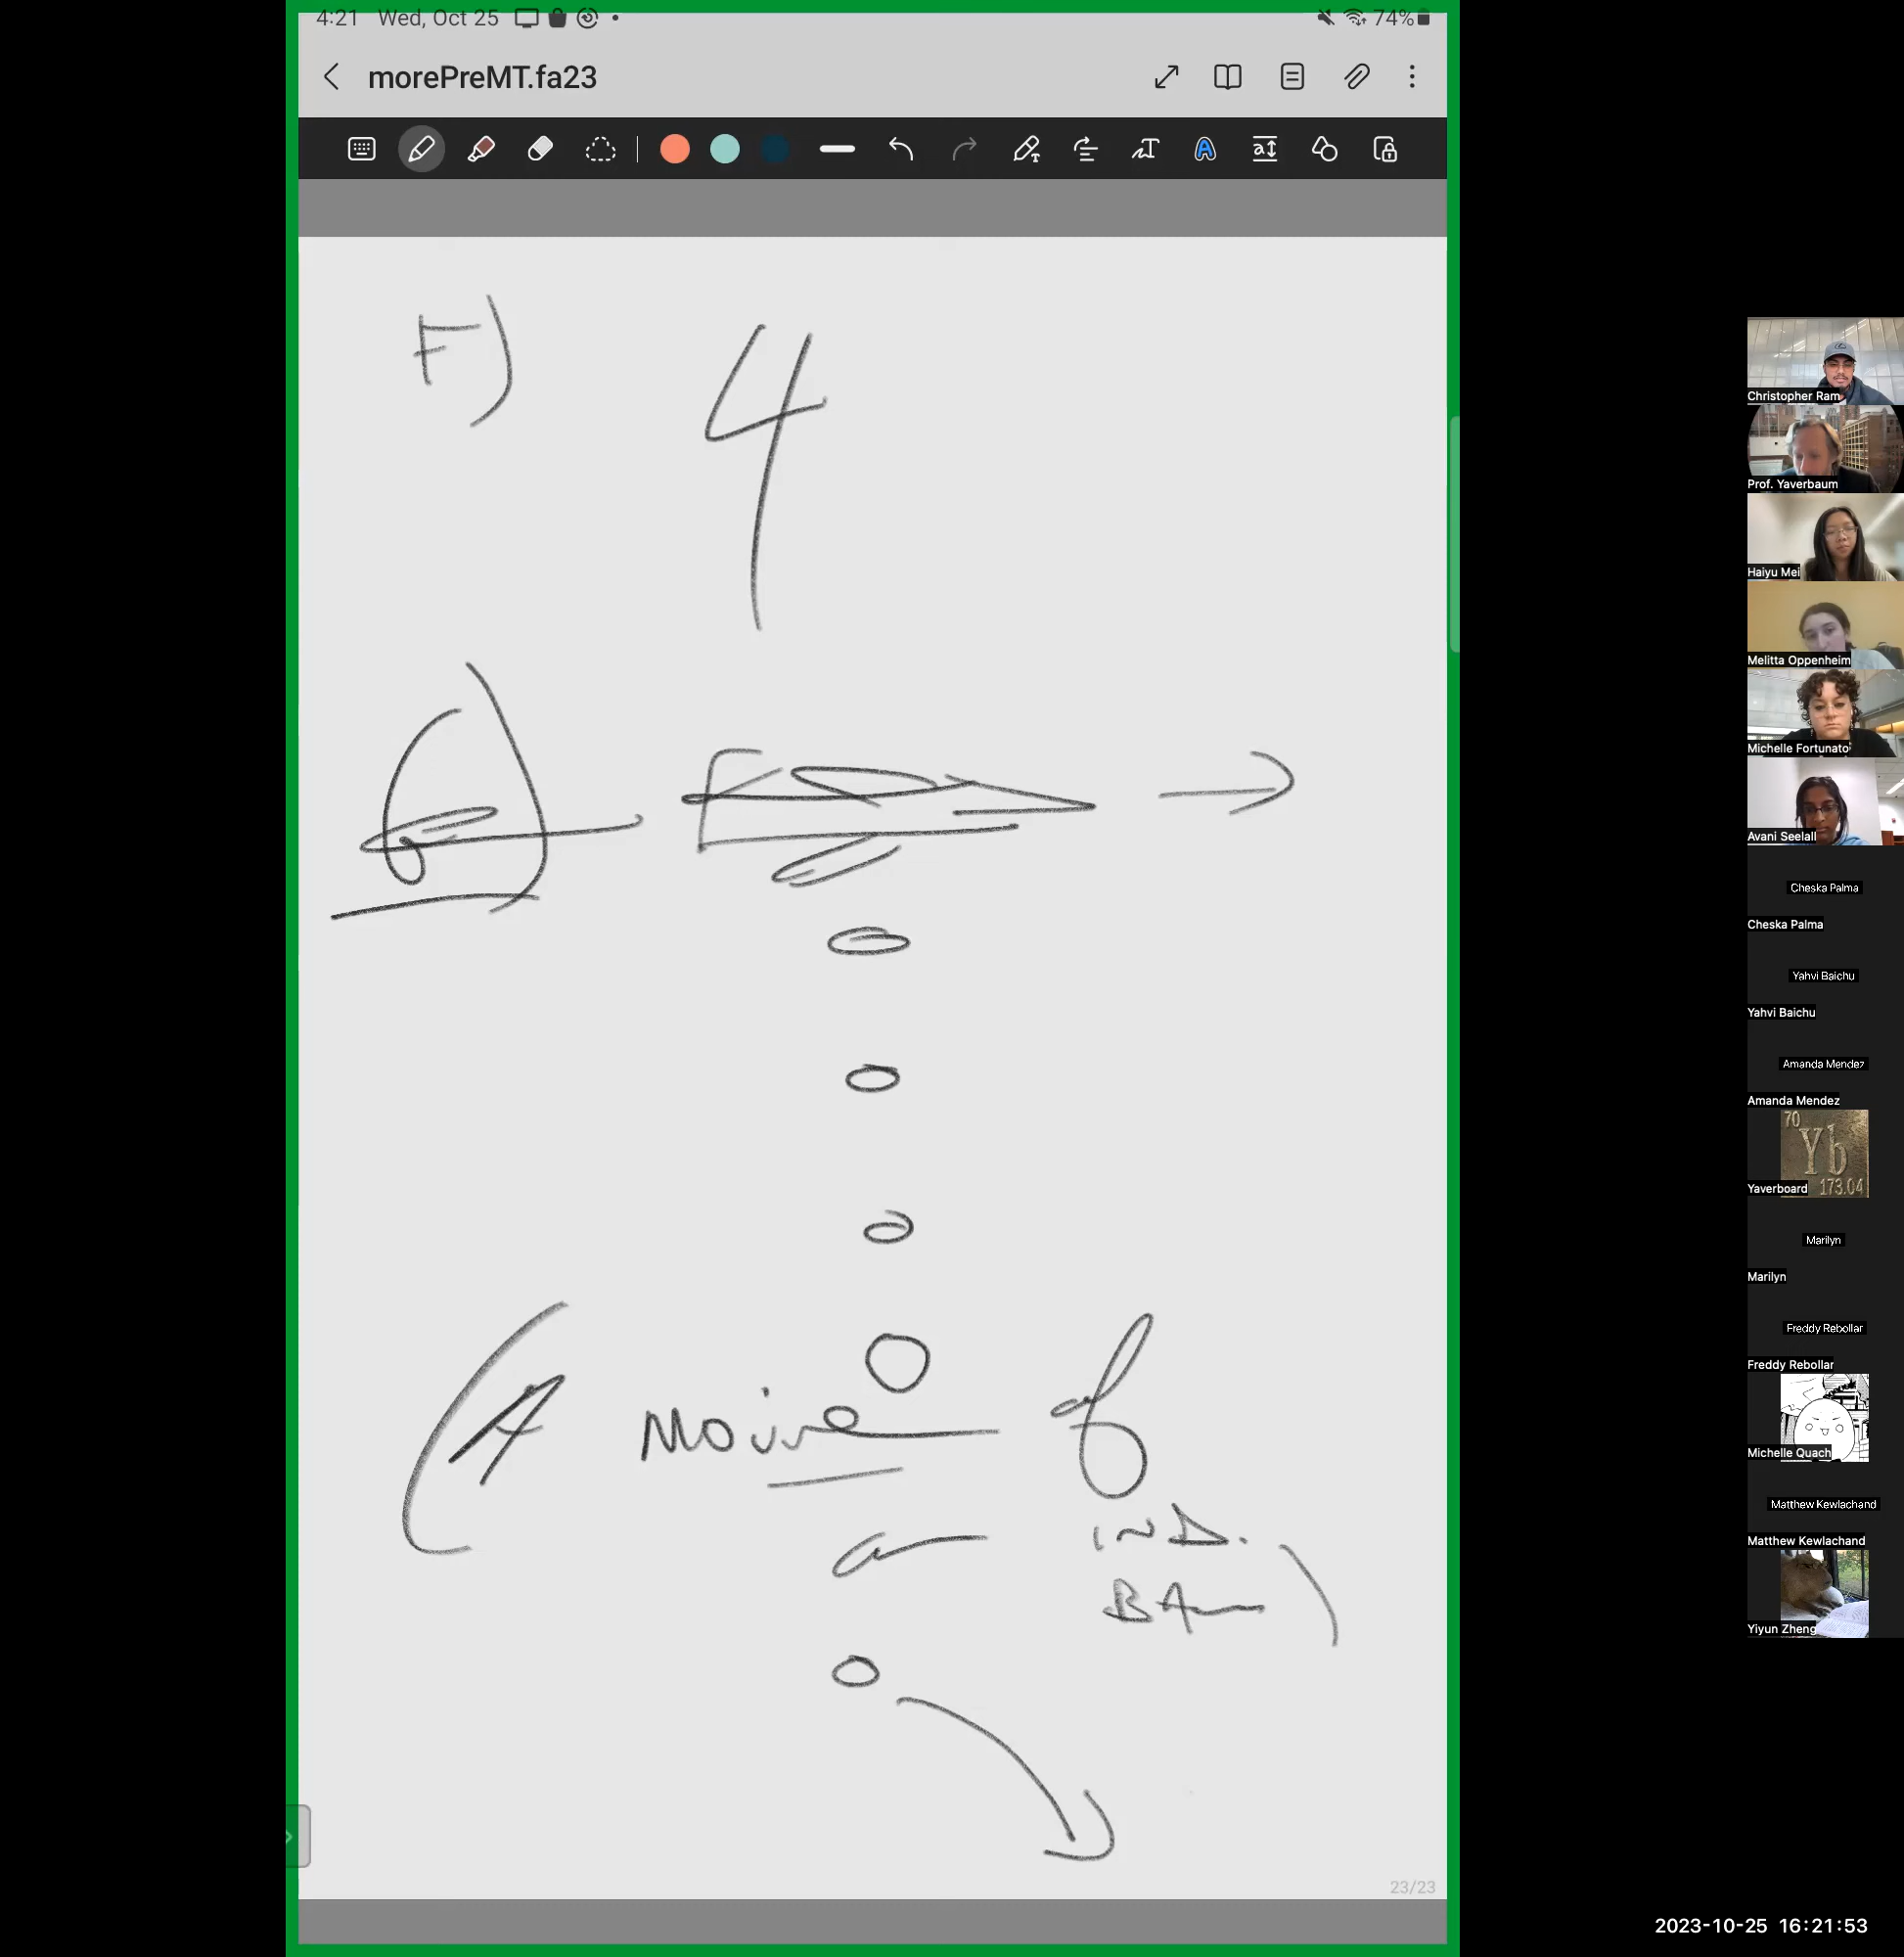 4:21 Wed, Oct 25 74%
morePreMT.fa23
F) 4
G)
(A Movie of
IND.
23/23
Christopher Ram
Prof. Yaverbaum
Haiyu Mei
Melitta Oppenheim
Michelle Fortunato
Avani Seelall
Cheska Palma
Cheska Palma
Yahvi Baichu
Yahvi Baichu
Amanda Mendez
Amanda Mendez
70
Yb
173.04
Yaverboard
Marilyn
Marilyn
Freddy Rebollar
Freddy Rebollar
Michelle Quach
Matthew Kewlachand
Matthew Kewlachand
Yiyun Zheng
2023-10-25 16:21:53